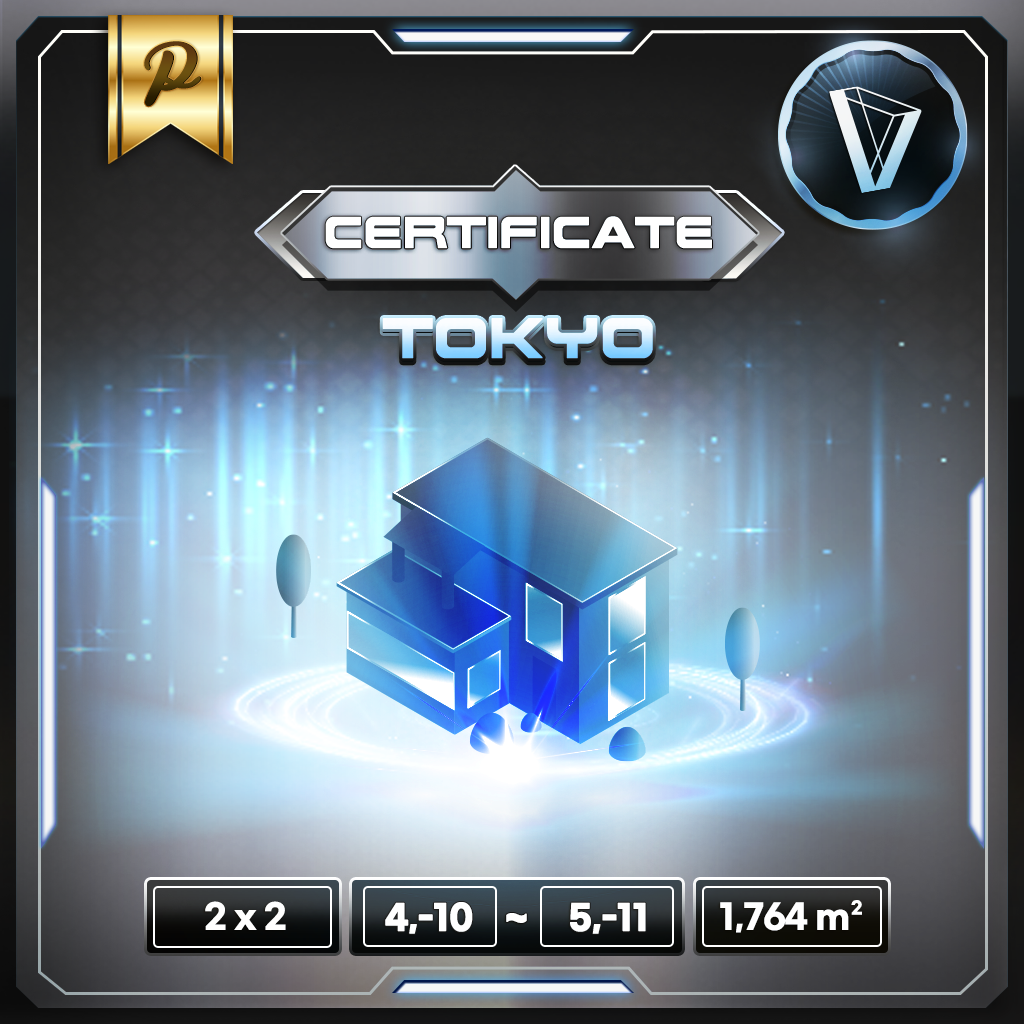 P
V
CERTIFICATE
TOKYO
2 x 2
4,-10 ~ 5,-11
1,764 m²